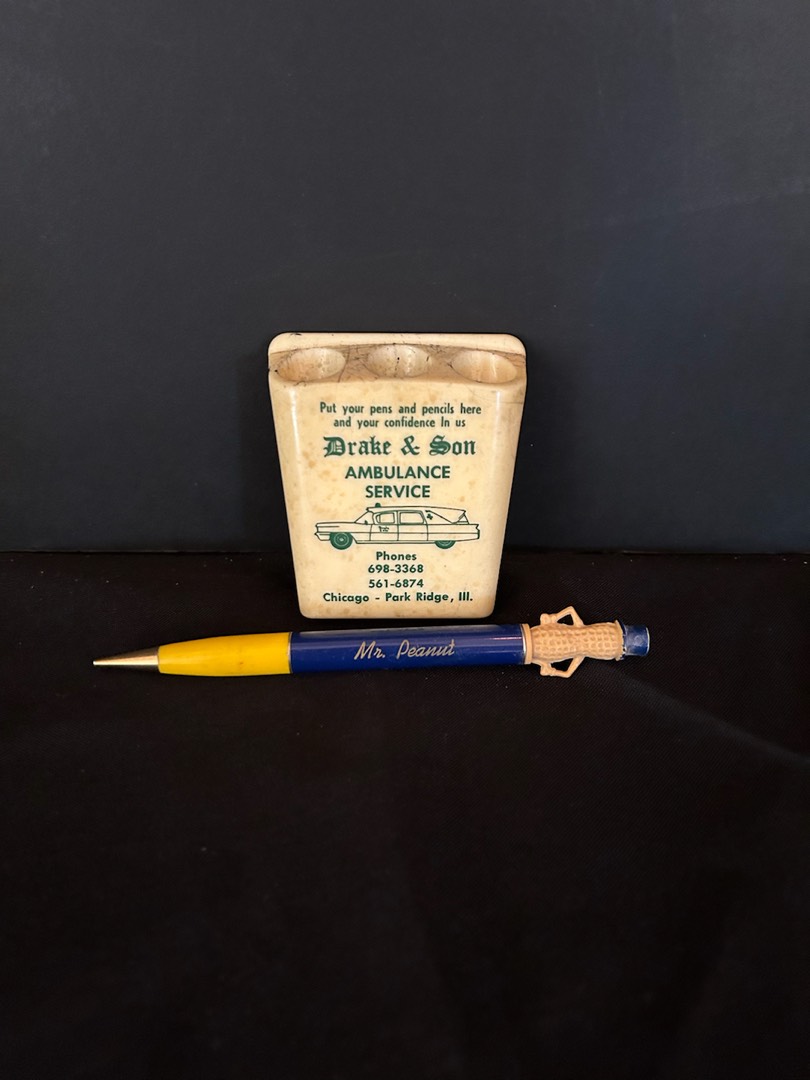 Put your pens and pencils here
and your confidence In us
Drake & Son
AMBULANCE
SERVICE
Phones
698-3368
561-6874
Chicago - Park Ridge, Ill.
Mr. Peanut